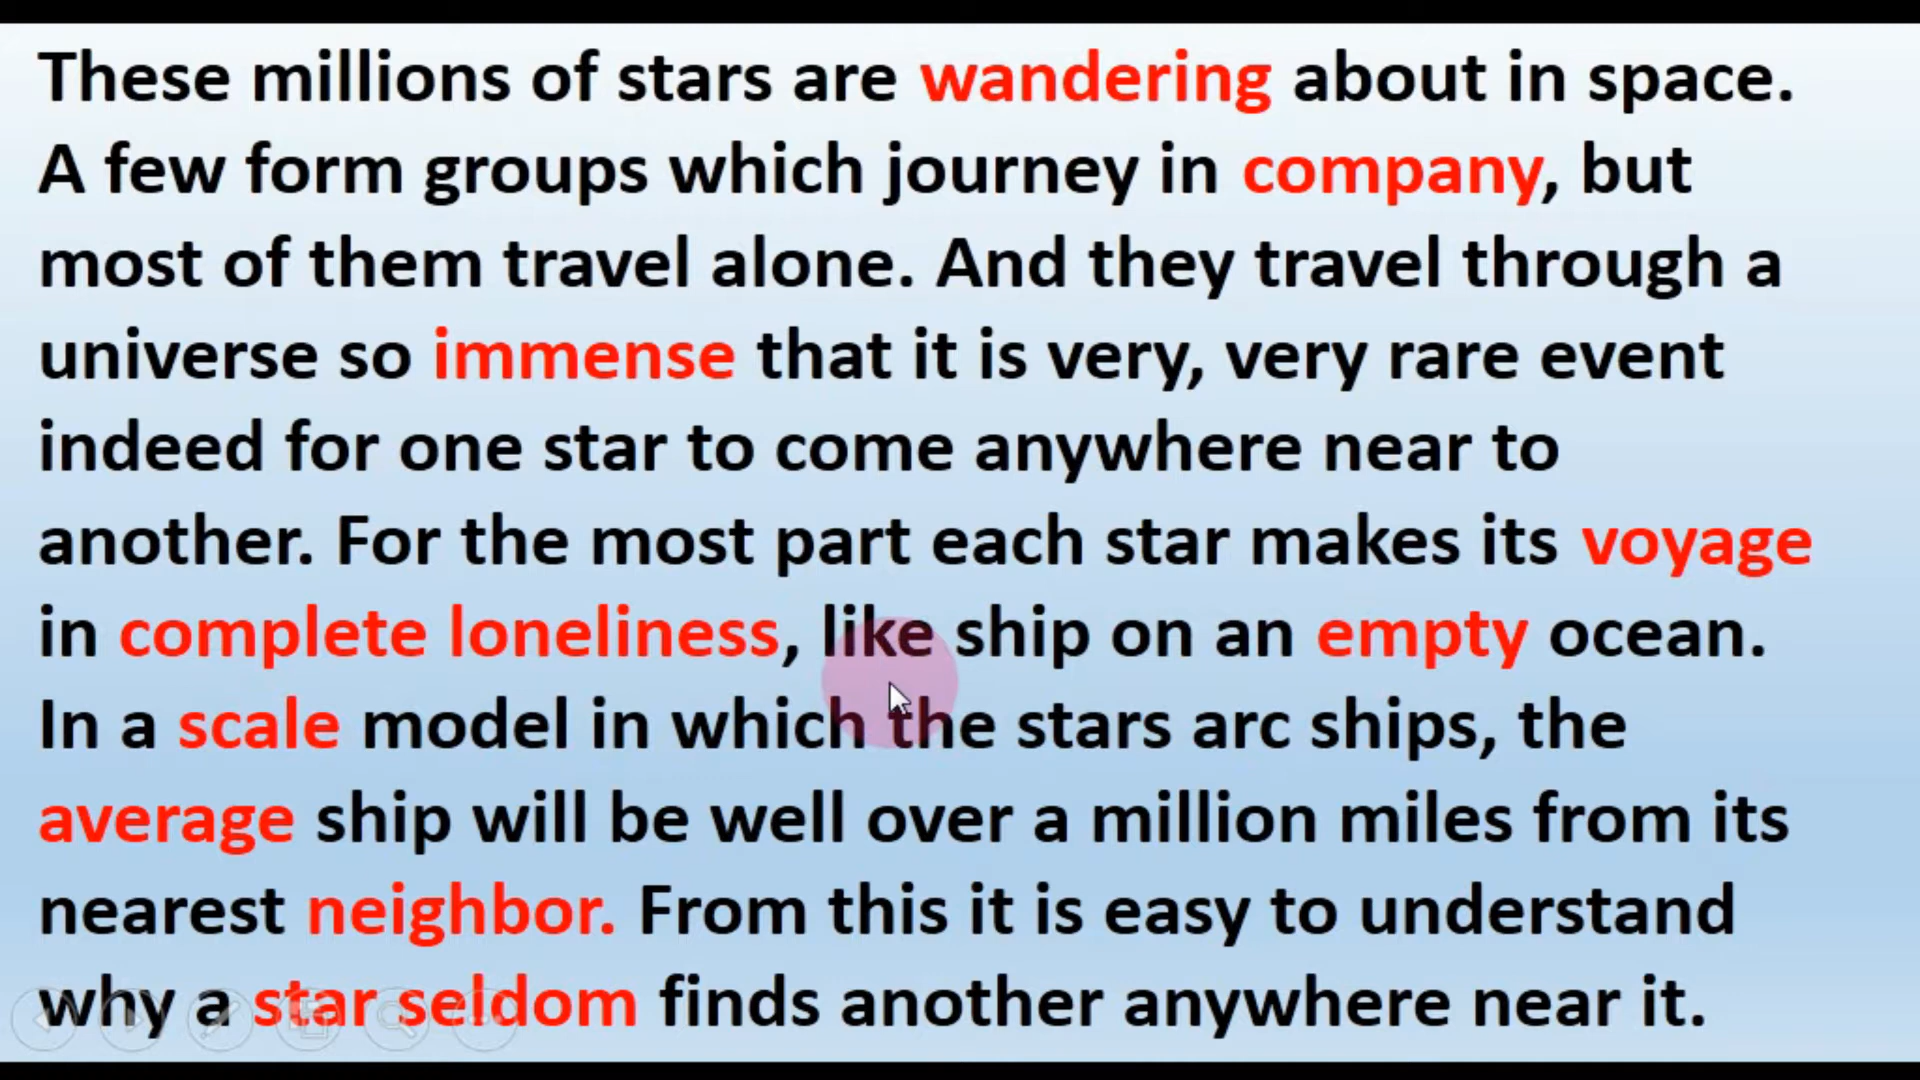 These millions of stars are wandering about in space.
A few form groups which journey in company, but
most of them travel alone. And they travel through a
universe so immense that it is very, very rare event
indeed for one star to come anywhere near to
another. For the most part each star makes its voyage
in complete loneliness, like ship on an empty ocean.
In a scale model in which the stars arc ships, the
average ship will be well over a million miles from its
nearest neighbor. From this it is easy to understand
why a star seldom finds another anywhere near it.